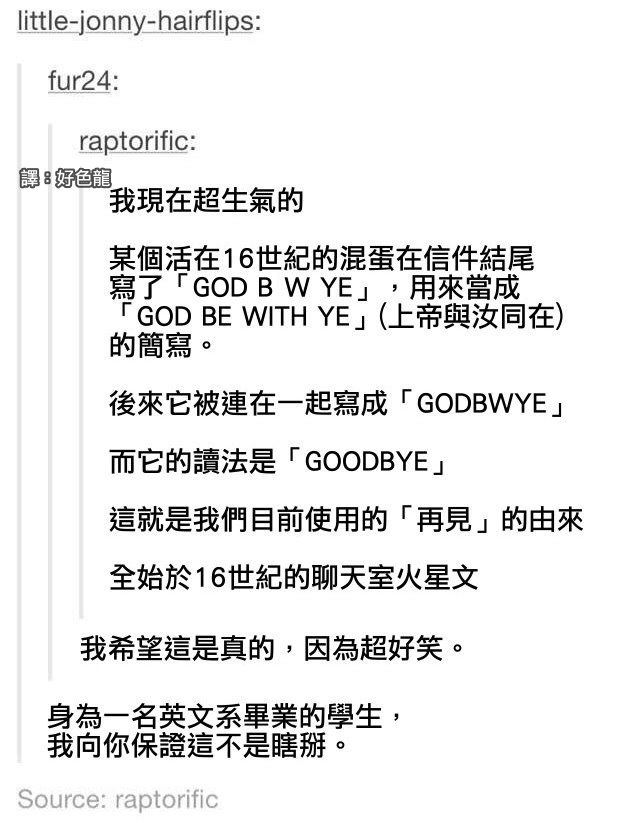 little-jonny-hairflips:
fur24:
raptorific:
譯：好色龍
我現在超生氣的
某個活在16世紀的混蛋在信件結尾
寫了「GOD B W YE」，用來當成
「GOD BE WITH YE」(上帝與汝同在)
的簡寫。
後來它被連在一起寫成「GODBWYE」
而它的讀法是「GOODBYE」
這就是我們目前使用的「再見」的由來
全始於16世紀的聊天室火星文
我希望這是真的，因為超好笑。
身為一名英文系畢業的學生，
我向你保證這不是瞎掰。
Source: raptorific